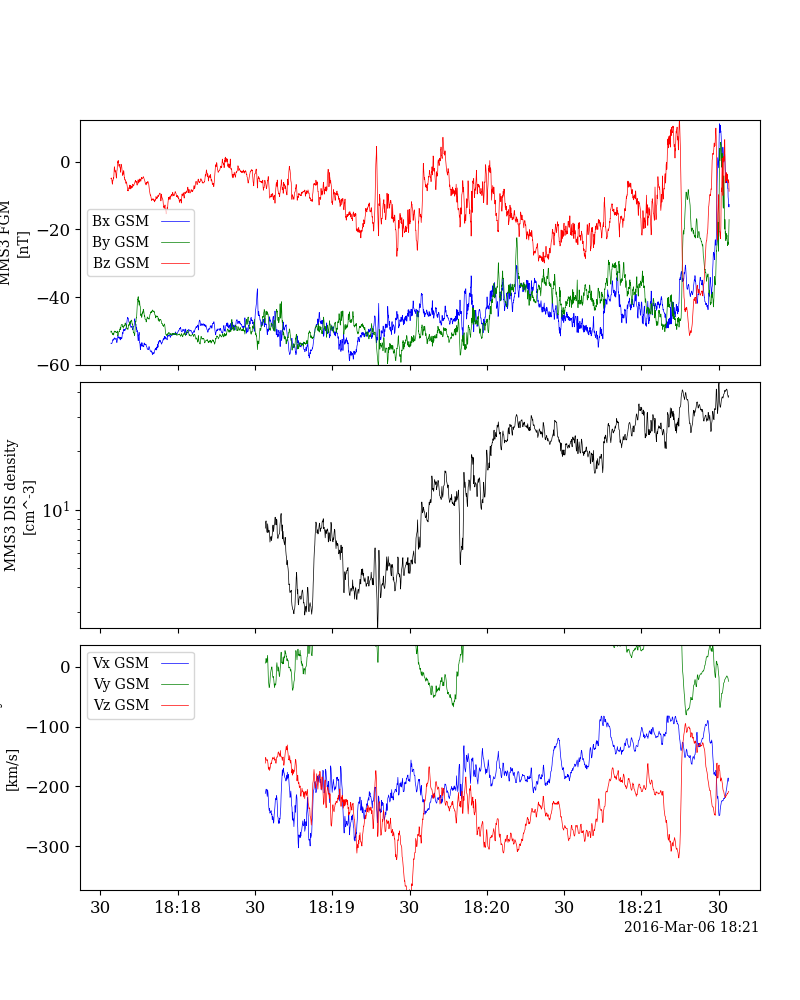 0
−20
−40
−60
MMS3 FGM
[nT]
Bx GSM
By GSM
Bz GSM
10^1
MMS3 DIS density
[cm^-3]
0
−100
−200
−300
[km/s]
Vx GSM
Vy GSM
Vz GSM
30 18:18 30 18:19 30 18:20 30 18:21 30
2016-Mar-06 18:21